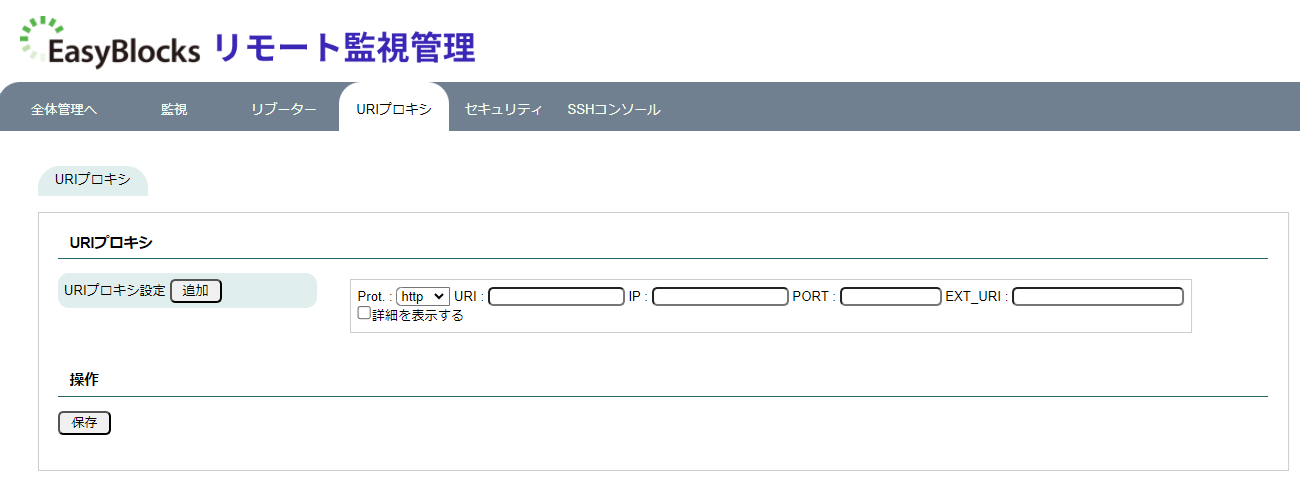 EasyBlocks リモート監視管理
全体管理へ 監視 リブーター URIプロキシ セキュリティ SSHコンソール
URIプロキシ
URIプロキシ
URIプロキシ設定 追加 Prot. : http URI : IP : PORT : EXT_URI :
詳細を表示する
操作
保存